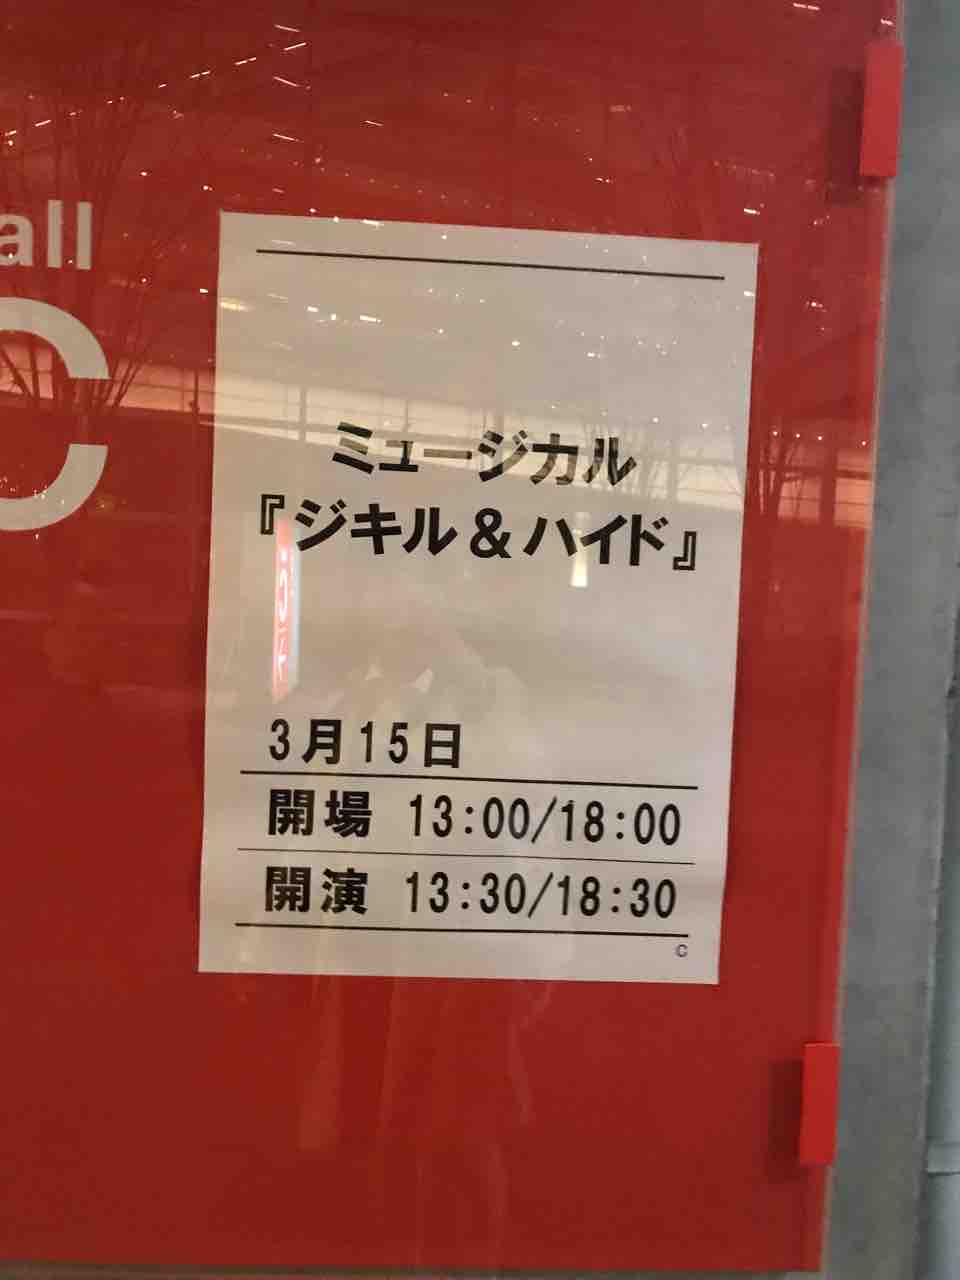 all
C
ミュージカル
『ジキル＆ハイド』
3月15日
開場 13:00/18:00
開演 13:30/18:30
C